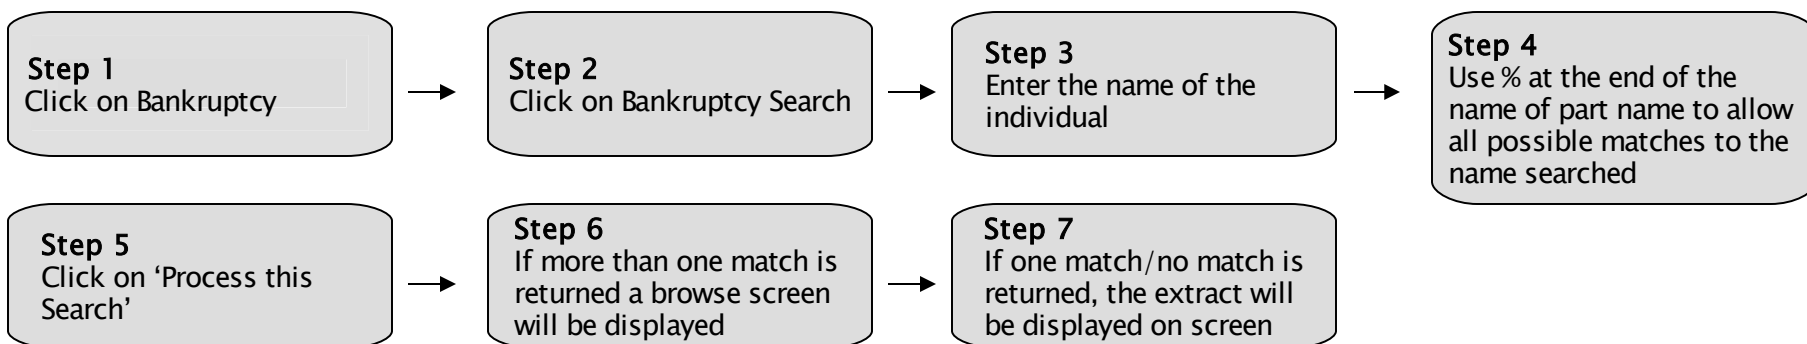 Step 1
Click on Bankruptcy
Step 2
Click on Bankruptcy Search
Step 3
Enter the name of the
individual
Step 4
Use % at the end of the
name of part name to allow
all possible matches to the
name searched
Step 5
Click on ‘Process this
Search’
Step 6
If more than one match is
returned a browse screen
will be displayed
Step 7
If one match/no match is
returned, the extract will
be displayed on screen